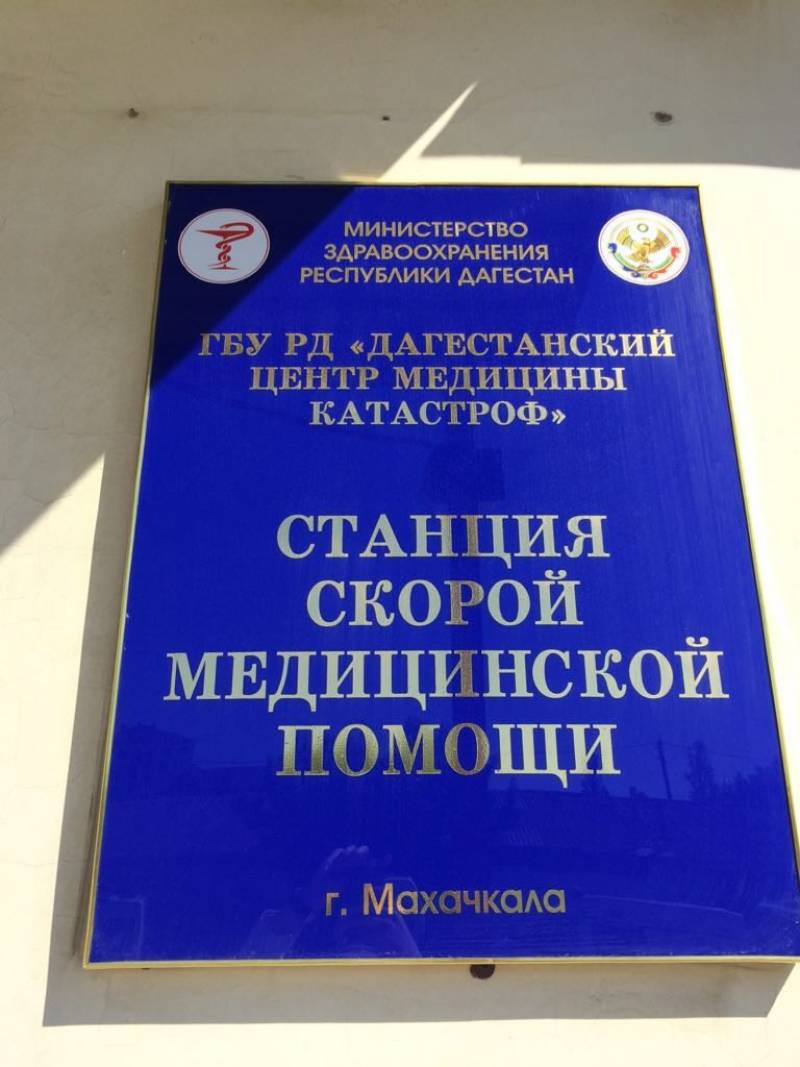 МИНИСТЕРСТВО
ЗДРАВООХРАНЕНИЯ
РЕСПУБЛИКИ ДАГЕСТАН
ГБУ РД «ДАГЕСТАНСКИЙ
ЦЕНТР МЕДИЦИНЫ
КАТАСТРОФ»
СТАНЦИЯ
СКОРОЙ
МЕДИЦИНСКОЙ
ПОМОЩИ
г. Махачкала